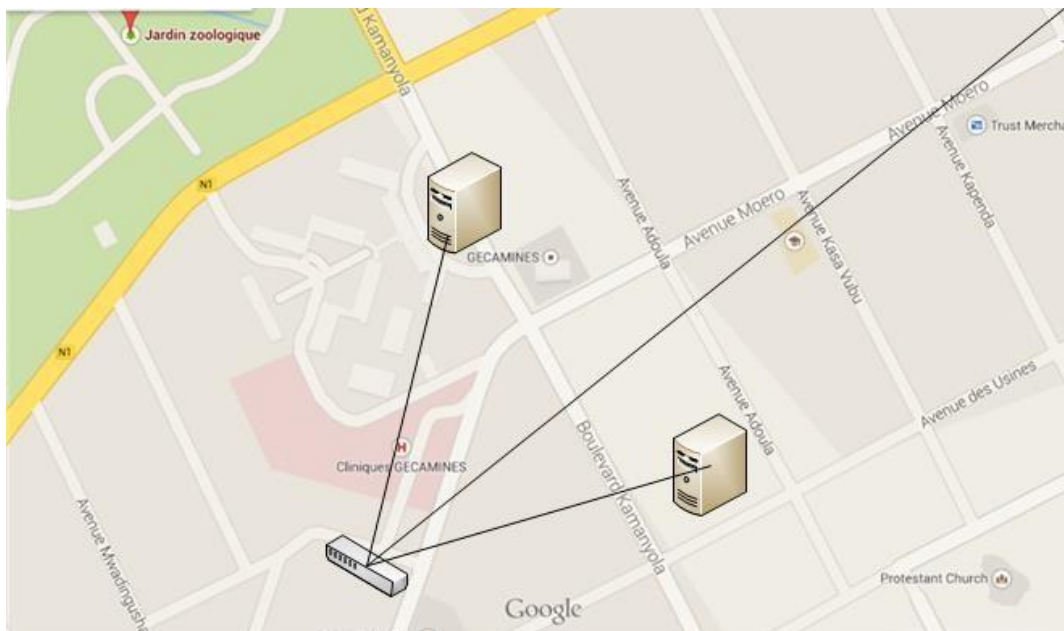 Jardin zoologique
Kamanyola
Avenue Moero
Trust Mercha
N1
Avenue Adoula
Avenue Kapenda
Avenue Moero
Avenue Kasa Vubu
GECAMINES
N1
Avenue Adoula
Avenue des Usines
Boulevard Kamanyola
Cliniques GECAMINES
Avenue Mwadingusha
Protestant Church
Google